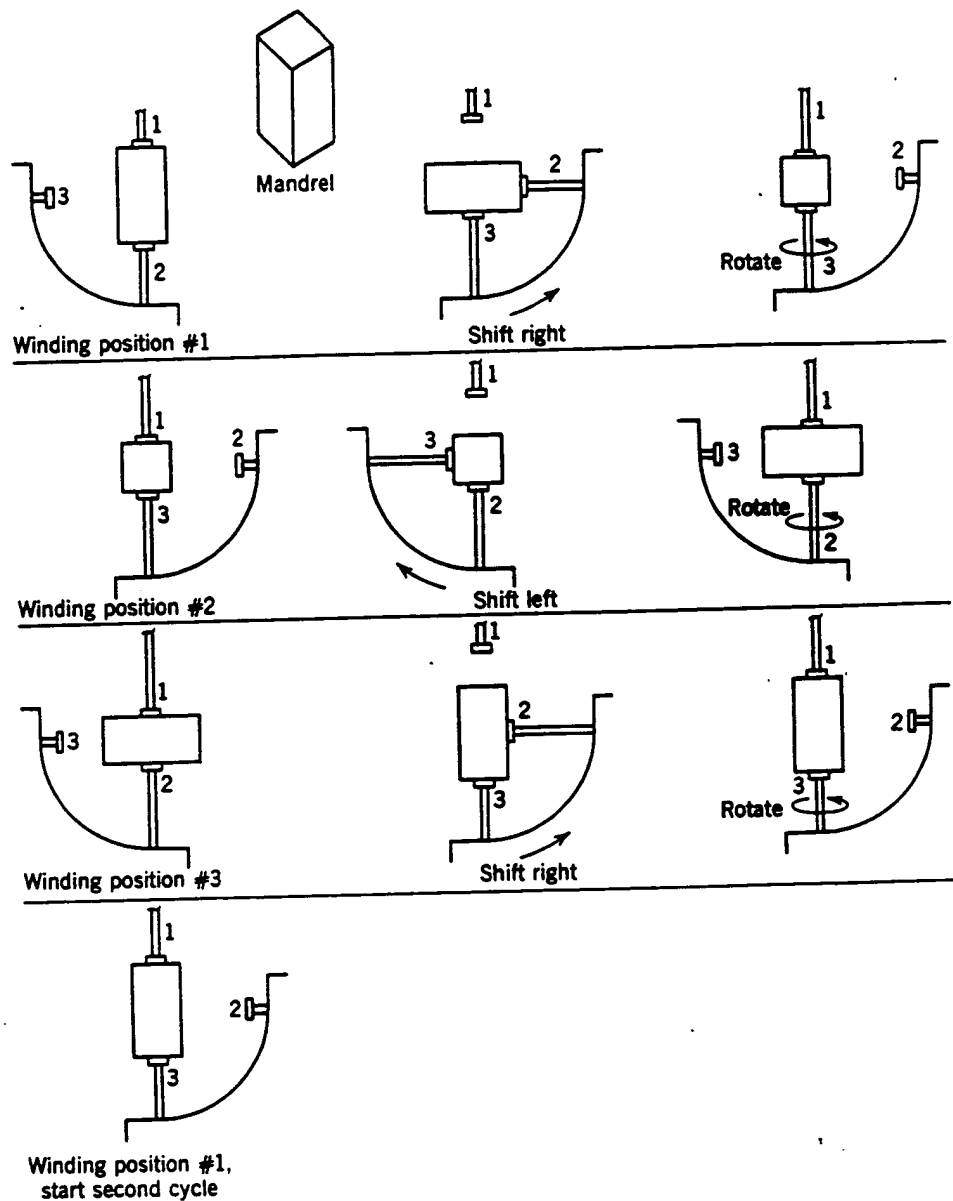 Mandrel
1
3
2
Winding position #1
1
2
3
Shift right
1
2
Rotate
3
1
2
3
Winding position #2
1
3
2
Shift left
1
3
Rotate
2
1
3
2
Winding position #3
1
2
3
Shift right
1
2
3
Rotate
1
2
3
Winding position #1,
start second cycle